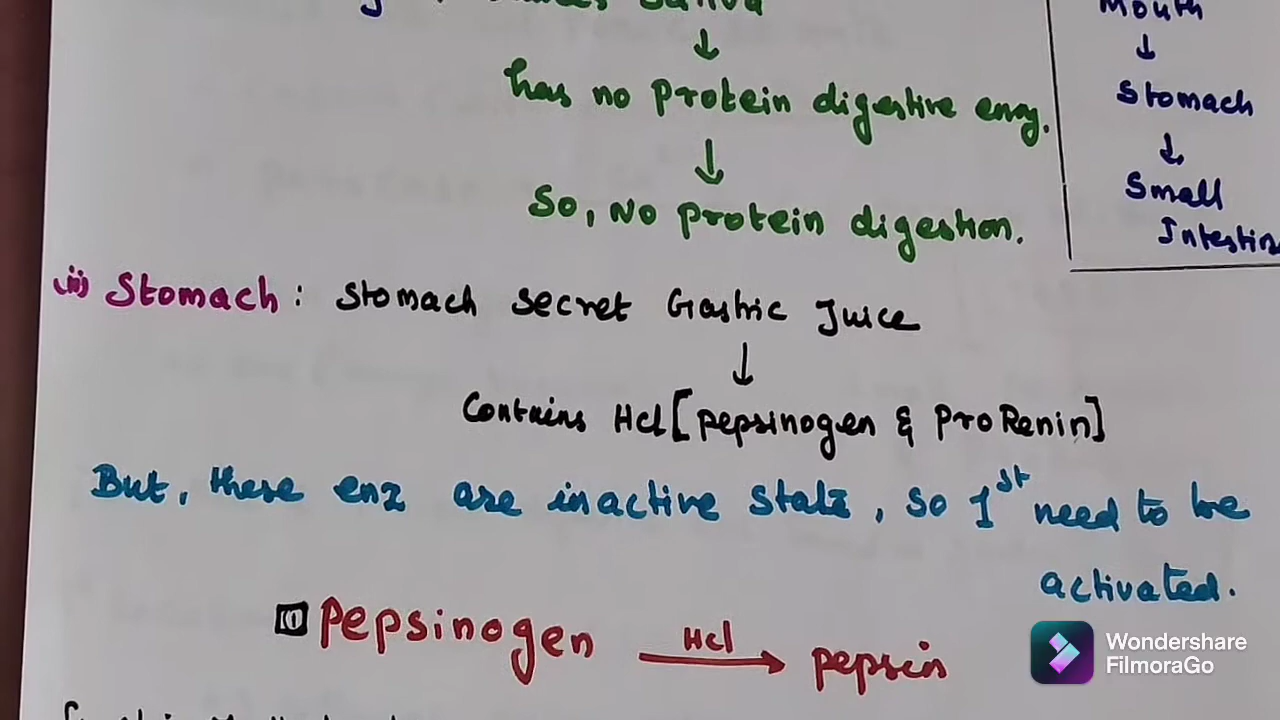 Saliva
Mouth
↓
↓
has no protein digestive enzy.
Stomach
↓
↓
So, No protein digestion.
Small
Intestin
(ii) Stomach : Stomach Secret Gastric Juice
↓
Contains Hcl [pepsinogen & ProRenin]
But, these enz are inactive state, so 1st need to be
activated.
pepsinogen Hcl → pepsin
Wondershare
FilmoraGo